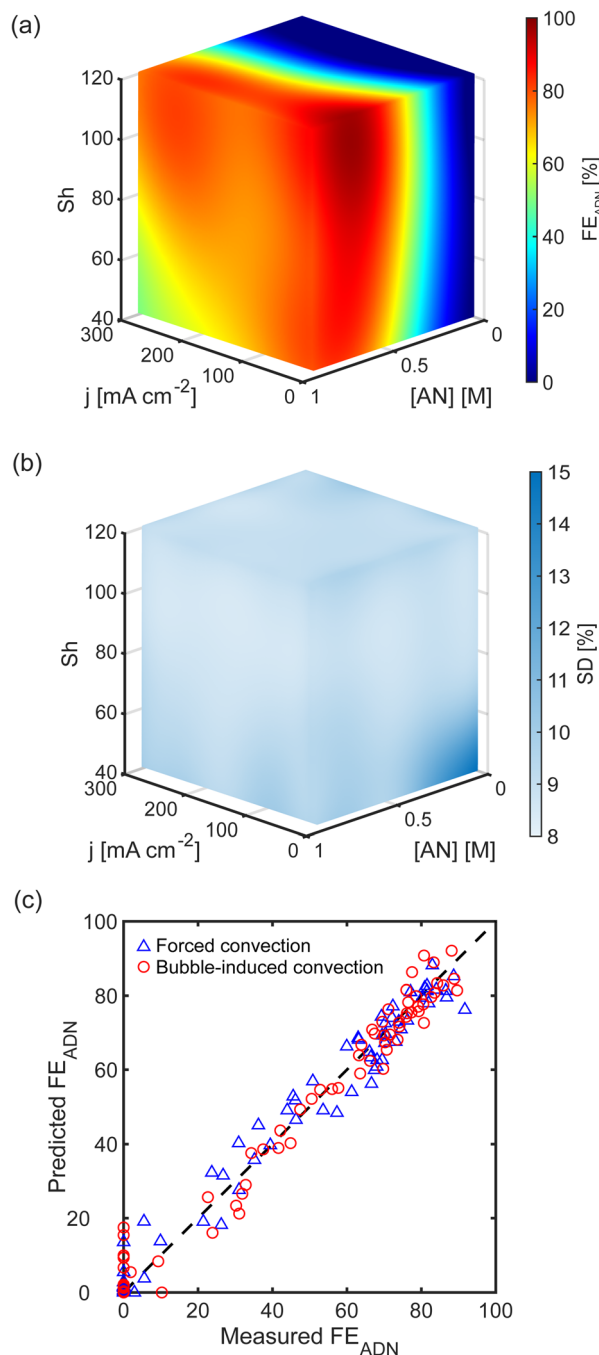 (a)
120
100
80
60
40
Sh
300
200
100
0
j [mA cm⁻²]
1
0.5
0
[AN] [M]
100
80
60
40
20
0
FE_ADN [%]
(b)
120
100
80
60
40
Sh
300
200
100
0
j [mA cm⁻²]
1
0.5
0
[AN] [M]
15
14
13
12
11
10
9
8
SD [%]
(c)
100
80
60
40
20
0
Predicted FE_ADN
Forced convection
Bubble-induced convection
0 20 40 60 80 100
Measured FE_ADN